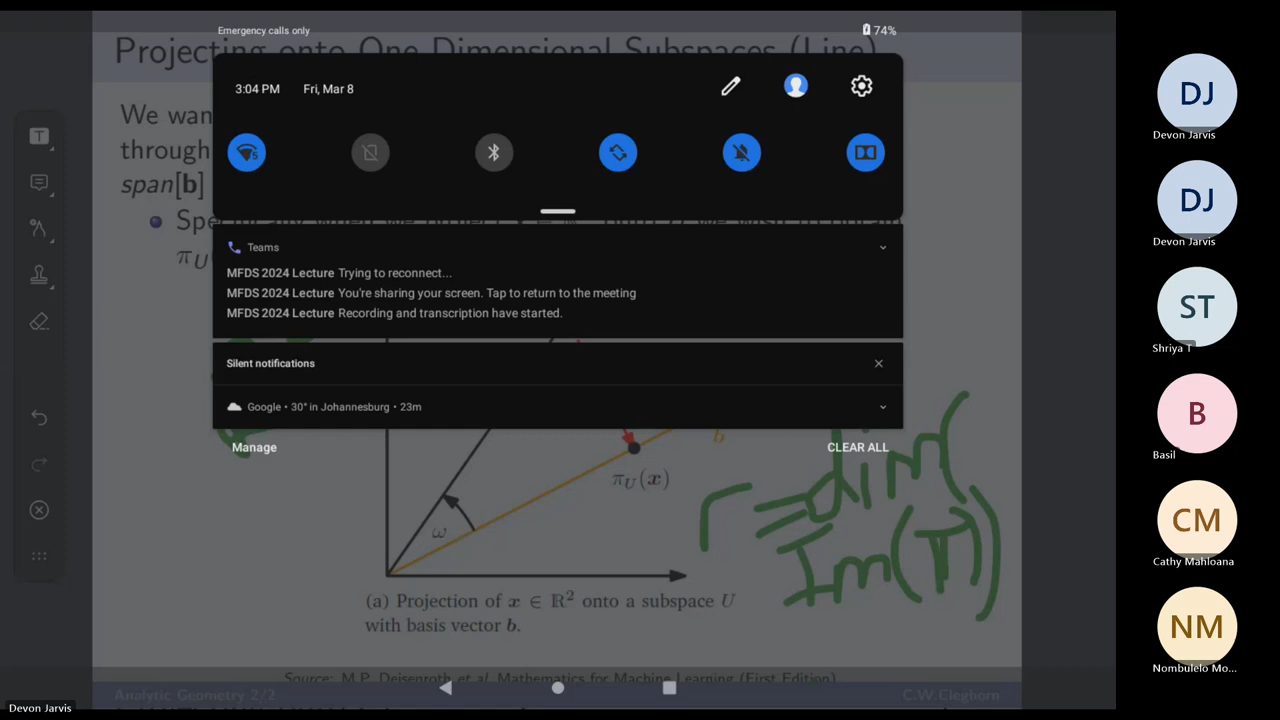 Emergency calls only
74%
Projecting onto One Dimensional Subspaces (Line)
3:04 PM Fri, Mar 8
We wan
through
span[b]
5
Teams
MFDS 2024 Lecture Trying to reconnect...
MFDS 2024 Lecture You're sharing your screen. Tap to return to the meeting
MFDS 2024 Lecture Recording and transcription have started.
Silent notifications
Google • 30° in Johannesburg • 23m
Manage
CLEAR ALL
b
πU(x)
ω
r = dim(
Im(T))
(a) Projection of x ∈ ℝ² onto a subspace U
with basis vector b.
Source: M.P. Deisenroth et al. Mathematics for Machine Learning (First Edition)
Analytic Geometry 2/2
C.W.Cleghorn
T
DJ
Devon Jarvis
DJ
Devon Jarvis
ST
Shriya T
B
Basil
CM
Cathy Mahloana
NM
Nombulelo Mo...
Devon Jarvis